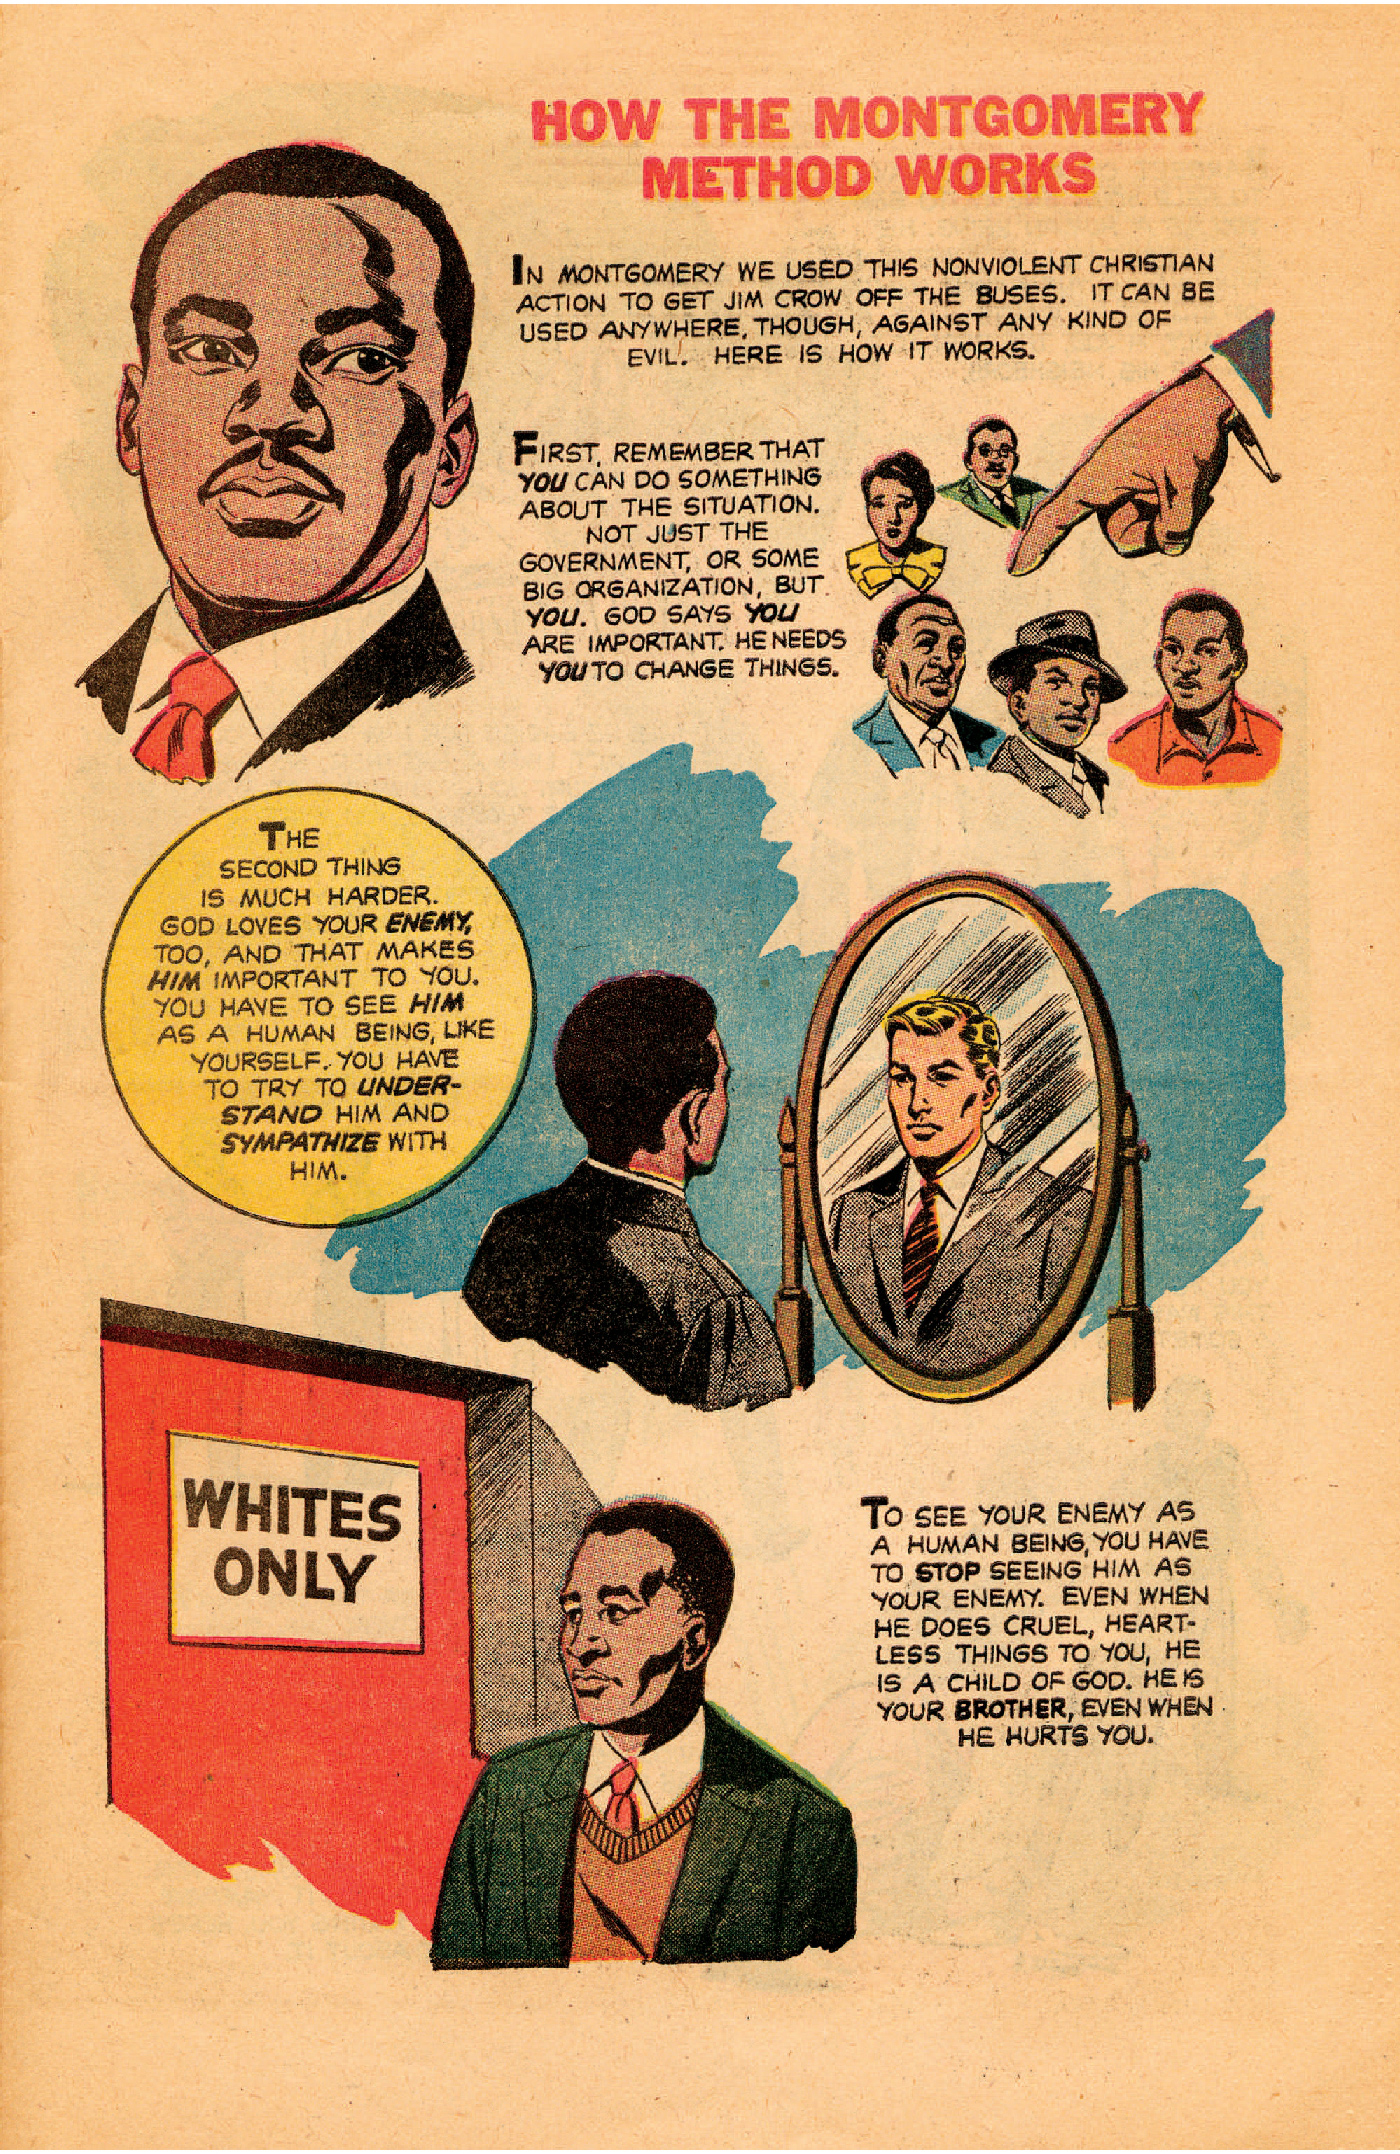 HOW THE MONTGOMERY
METHOD WORKS
IN MONTGOMERY WE USED THIS NONVIOLENT CHRISTIAN
ACTION TO GET JIM CROW OFF THE BUSES. IT CAN BE
USED ANYWHERE, THOUGH, AGAINST ANY KIND OF
EVIL. HERE IS HOW IT WORKS.
FIRST, REMEMBER THAT
YOU CAN DO SOMETHING
ABOUT THE SITUATION.
NOT JUST THE
GOVERNMENT, OR SOME
BIG ORGANIZATION, BUT
YOU. GOD SAYS YOU
ARE IMPORTANT. HE NEEDS
YOU TO CHANGE THINGS.
THE
SECOND THING
IS MUCH HARDER.
GOD LOVES YOUR ENEMY,
TOO, AND THAT MAKES
HIM IMPORTANT TO YOU.
YOU HAVE TO SEE HIM
AS A HUMAN BEING, LIKE
YOURSELF. YOU HAVE
TO TRY TO UNDER-
STAND HIM AND
SYMPATHIZE WITH
HIM.
WHITES
ONLY
TO SEE YOUR ENEMY AS
A HUMAN BEING, YOU HAVE
TO STOP SEEING HIM AS
YOUR ENEMY. EVEN WHEN
HE DOES CRUEL, HEART-
LESS THINGS TO YOU, HE
IS A CHILD OF GOD. HE IS
YOUR BROTHER, EVEN WHEN
HE HURTS YOU.